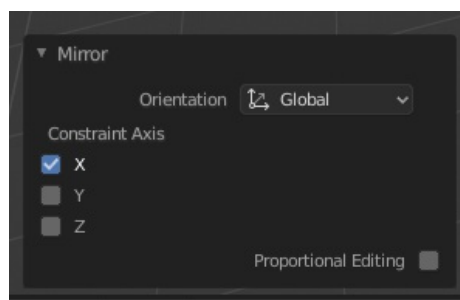 Mirror
Orientation Global
Constraint Axis
X
Y
Z
Proportional Editing